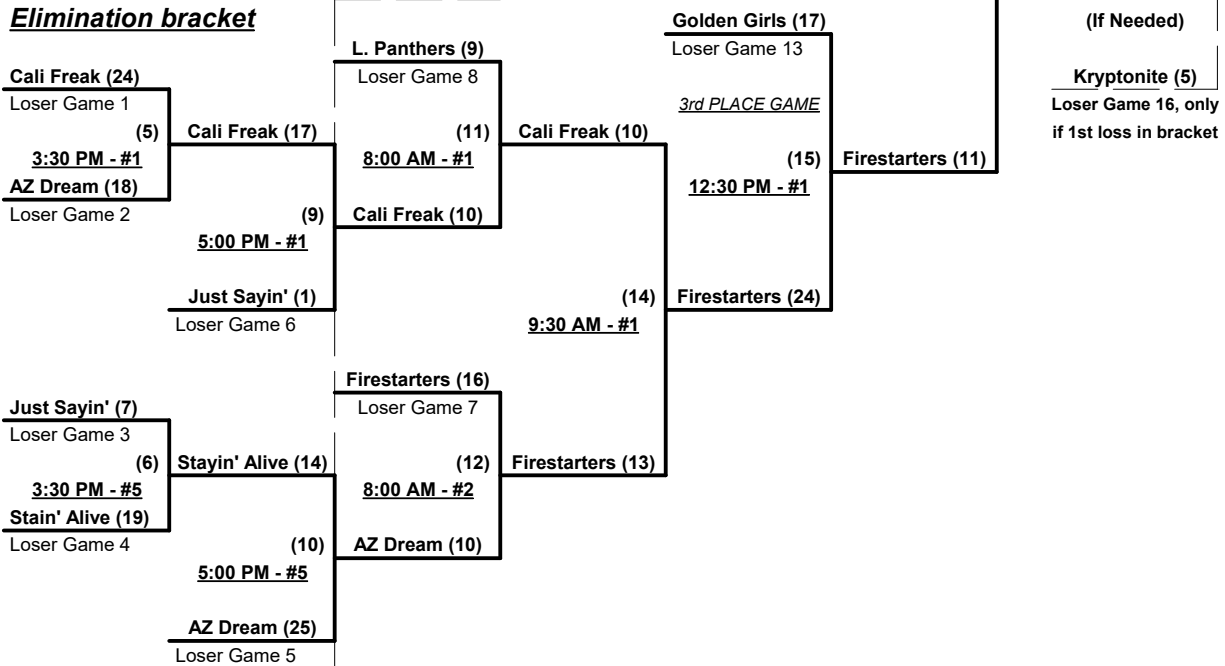 Elimination bracket
Golden Girls (17)
Loser Game 13
(If Needed)
L. Panthers (9)
Loser Game 8
Cali Freak (24)
Loser Game 1
Kryptonite (5)
Loser Game 16, only
if 1st loss in bracket
3rd PLACE GAME
(5)
3:30 PM - #1
Cali Freak (17)
(11)
8:00 AM - #1
Cali Freak (10)
(15)
12:30 PM - #1
Firestarters (11)
AZ Dream (18)
Loser Game 2
(9)
5:00 PM - #1
Cali Freak (10)
Just Sayin' (1)
Loser Game 6
(14)
9:30 AM - #1
Firestarters (24)
Firestarters (16)
Loser Game 7
Just Sayin' (7)
Loser Game 3
(6)
3:30 PM - #5
Stayin' Alive (14)
(12)
8:00 AM - #2
Firestarters (13)
Stain' Alive (19)
Loser Game 4
(10)
5:00 PM - #5
AZ Dream (10)
AZ Dream (25)
Loser Game 5